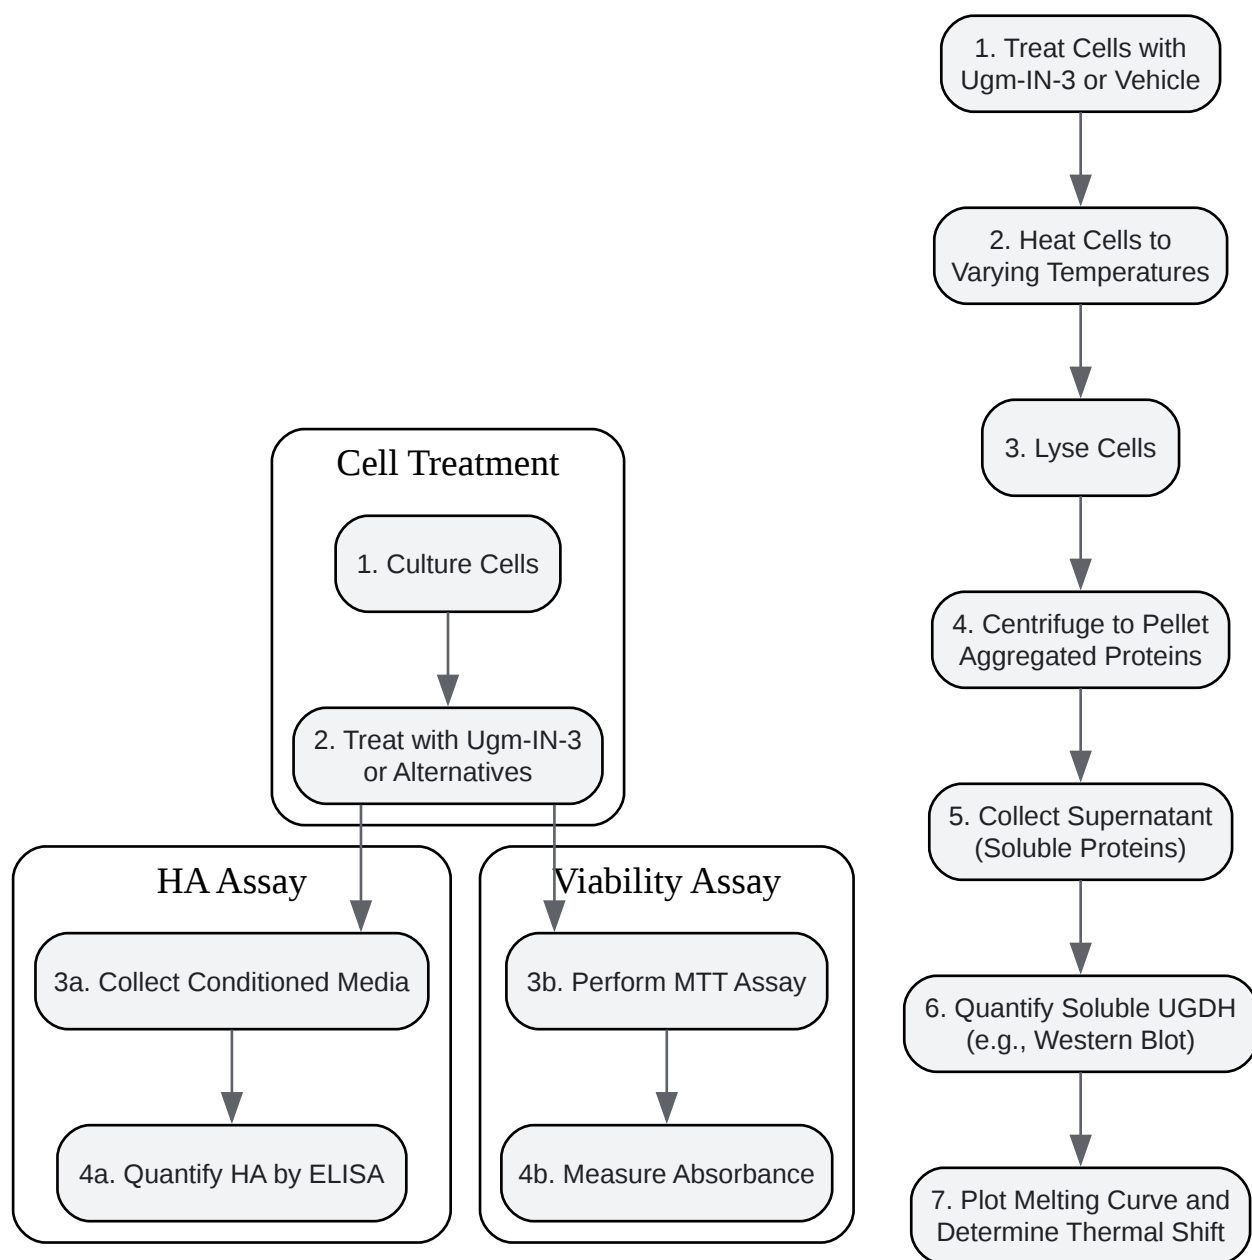 Cell Treatment
1. Culture Cells
2. Treat with Ugm-IN-3
or Alternatives
HA Assay
3a. Collect Conditioned Media
4a. Quantify HA by ELISA
Viability Assay
3b. Perform MTT Assay
4b. Measure Absorbance
1. Treat Cells with
Ugm-IN-3 or Vehicle
2. Heat Cells to
Varying Temperatures
3. Lyse Cells
4. Centrifuge to Pellet
Aggregated Proteins
5. Collect Supernatant
(Soluble Proteins)
6. Quantify Soluble UGDH
(e.g., Western Blot)
7. Plot Melting Curve and
Determine Thermal Shift